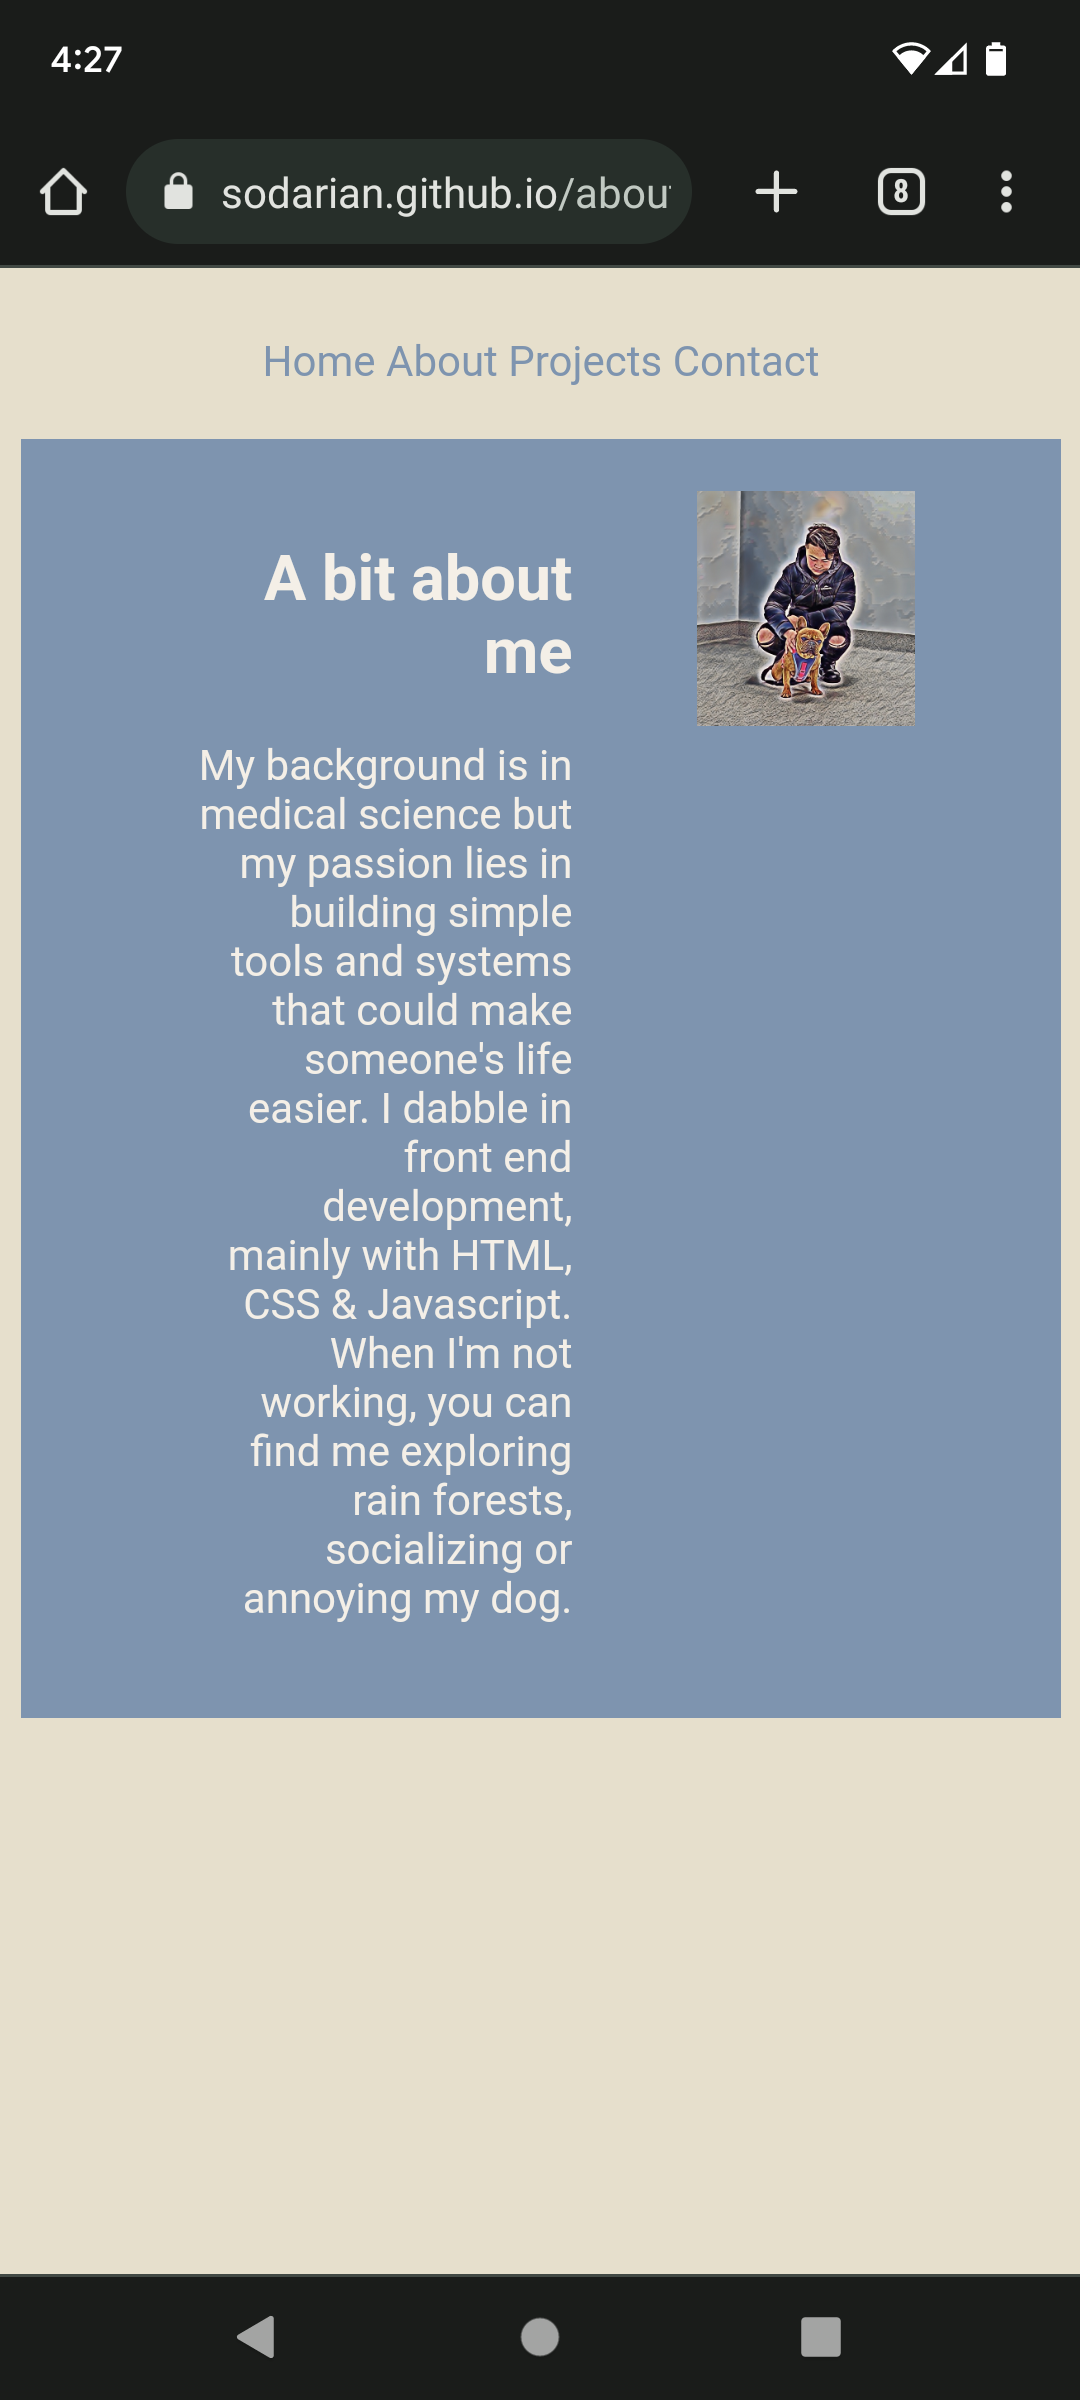 4:27
sodarian.github.io/abou
8
Home About Projects Contact
A bit about
me
My background is in
medical science but
my passion lies in
building simple
tools and systems
that could make
someone's life
easier. I dabble in
front end
development,
mainly with HTML,
CSS & Javascript.
When I'm not
working, you can
find me exploring
rain forests,
socializing or
annoying my dog.